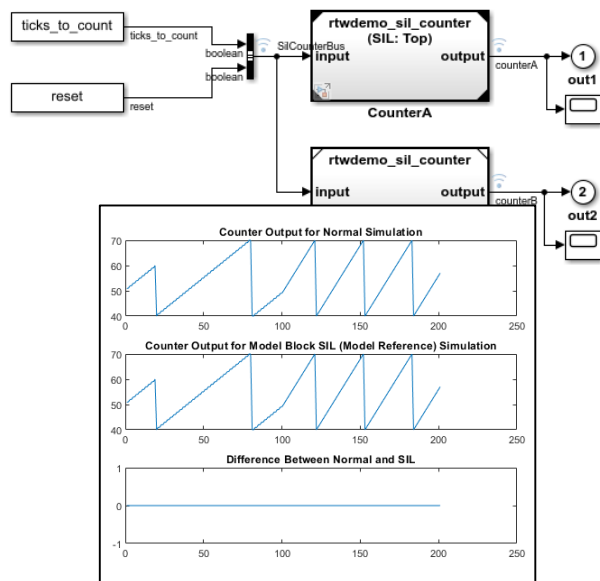 ticks_to_count
ticks_to_count
boolean
SilCounterBus
boolean
reset
reset
rtwdemo_sil_counter
(SIL: Top)
input
output
CounterA
counterA
1
out1
rtwdemo_sil_counter
input
output
counterB
2
out2
Counter Output for Normal Simulation
70
60
50
40
0
50
100
150
200
250
Counter Output for Model Block SIL (Model Reference) Simulation
70
60
50
40
0
50
100
150
200
250
Difference Between Normal and SIL
1
0
-1
0
50
100
150
200
250